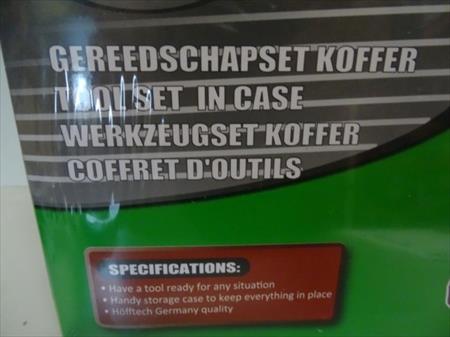 GEREEDSCHAPSET KOFFER
TOOL SET IN CASE
WERKZEUGSET KOFFER
COFFRET D'OUTILS
SPECIFICATIONS:
• Have a tool ready for any situation
• Handy storage case to keep everything in place
• Höfftech Germany quality